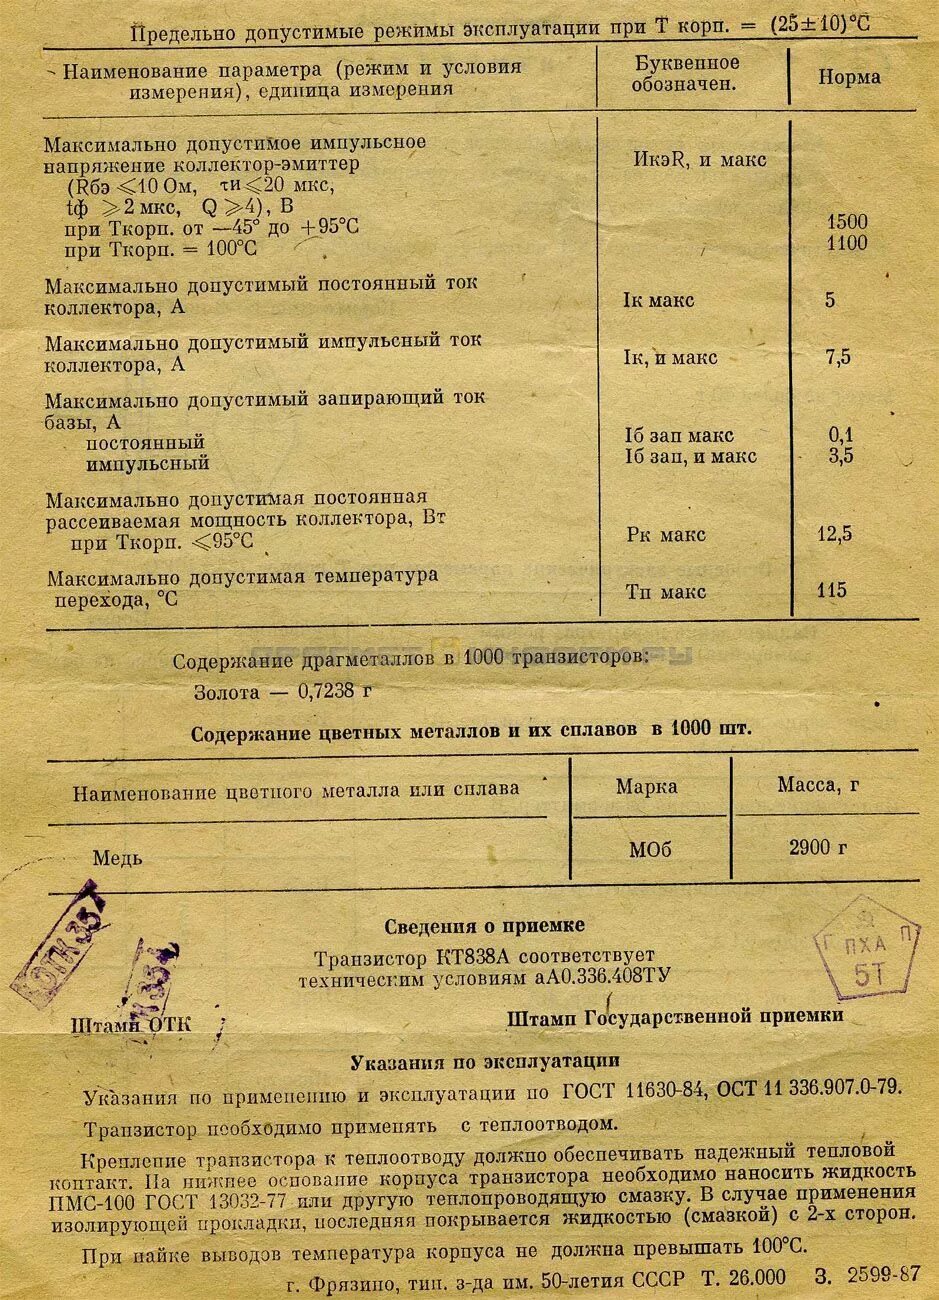 Предельно допустимые режимы эксплуатации при Т корп. = (25±10)°С
Наименование параметра (режим и условия
измерения), единица измерения
Буквенное
обозначен.
Норма
Максимально допустимое импульсное
напряжение коллектор-эмиттер
(Rбэ ⩽10 Ом, τи⩽20 мкс,
tф ⩾2 мкс, Q ⩾4), В
ИкэR, и макс
при Ткорп. от —45° до +95°С 1500
при Ткорп. = 100°С 1100
Максимально допустимый постоянный ток
коллектора, А Iк макс 5
Максимально допустимый импульсный ток
коллектора, А Iк, и макс 7,5
Максимально допустимый запирающий ток
базы, А
постоянный Iб зап макс 0,1
импульсный Iб зап, и макс 3,5
Максимально допустимая постоянная
рассеиваемая мощность коллектора, Вт
при Ткорп. ⩽95°С Рк макс 12,5
Максимально допустимая температура
перехода, °С Тп макс 115
Содержание драгметаллов в 1000 транзисторов:
Золота — 0,7238 г
Содержание цветных металлов и их сплавов в 1000 шт.
Наименование цветного металла или сплава Марка Масса, г
Медь МОб 2900 г
Сведения о приемке
Транзистор КТ838А соответствует
техническим условиям аА0.336.408ТУ
ОТК 35
Г ПХА П
5Т
Штамп ОТК Штамп Государственной приемки
Указания по эксплуатации
Указания по применению и эксплуатации по ГОСТ 11630-84, ОСТ 11 336.907.0-79.
Транзистор необходимо применять с теплоотводом.
Крепление транзистора к теплоотводу должно обеспечивать надежный тепловой
контакт. На нижнее основание корпуса транзистора необходимо наносить жидкость
ПМС-100 ГОСТ 13032-77 или другую теплопроводящую смазку. В случае применения
изолирующей прокладки, последняя покрывается жидкостью (смазкой) с 2-х сторон.
При пайке выводов температура корпуса не должна превышать 100°С.
г. Фрязино, тип. з-да им. 50-летия СССР Т. 26.000 З. 2599-87